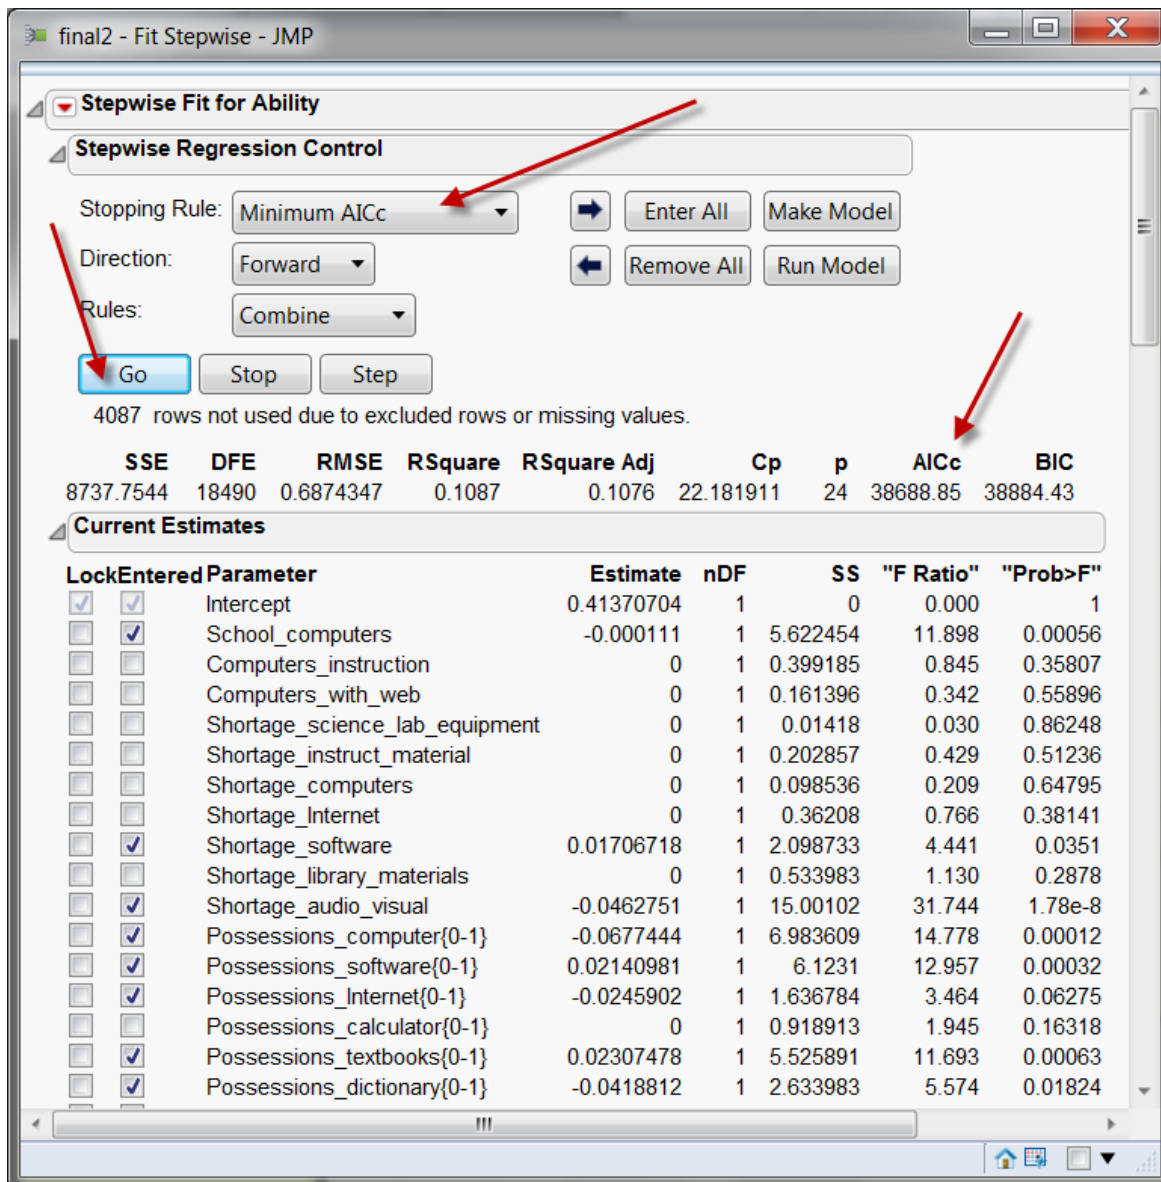 final2 - Fit Stepwise - JMP
Stepwise Fit for Ability
Stepwise Regression Control
Stopping Rule: Minimum AICc Enter All Make Model
Direction: Forward Remove All Run Model
Rules: Combine
Go Stop Step
4087 rows not used due to excluded rows or missing values.
SSE DFE RMSE RSquare RSquare Adj Cp p AICc BIC
8737.7544 18490 0.6874347 0.1087 0.1076 22.181911 24 38688.85 38884.43
Current Estimates
Lock Entered Parameter Estimate nDF SS "F Ratio" "Prob>F"
Intercept 0.41370704 1 0 0.000 1
School_computers -0.000111 1 5.622454 11.898 0.00056
Computers_instruction 0 1 0.399185 0.845 0.35807
Computers_with_web 0 1 0.161396 0.342 0.55896
Shortage_science_lab_equipment 0 1 0.01418 0.030 0.86248
Shortage_instruct_material 0 1 0.202857 0.429 0.51236
Shortage_computers 0 1 0.098536 0.209 0.64795
Shortage_Internet 0 1 0.36208 0.766 0.38141
Shortage_software 0.01706718 1 2.098733 4.441 0.0351
Shortage_library_materials 0 1 0.533983 1.130 0.2878
Shortage_audio_visual -0.0462751 1 15.00102 31.744 1.78e-8
Possessions_computer{0-1} -0.0677444 1 6.983609 14.778 0.00012
Possessions_software{0-1} 0.02140981 1 6.1231 12.957 0.00032
Possessions_Internet{0-1} -0.0245902 1 1.636784 3.464 0.06275
Possessions_calculator{0-1} 0 1 0.918913 1.945 0.16318
Possessions_textbooks{0-1} 0.02307478 1 5.525891 11.693 0.00063
Possessions_dictionary{0-1} -0.0418812 1 2.633983 5.574 0.01824